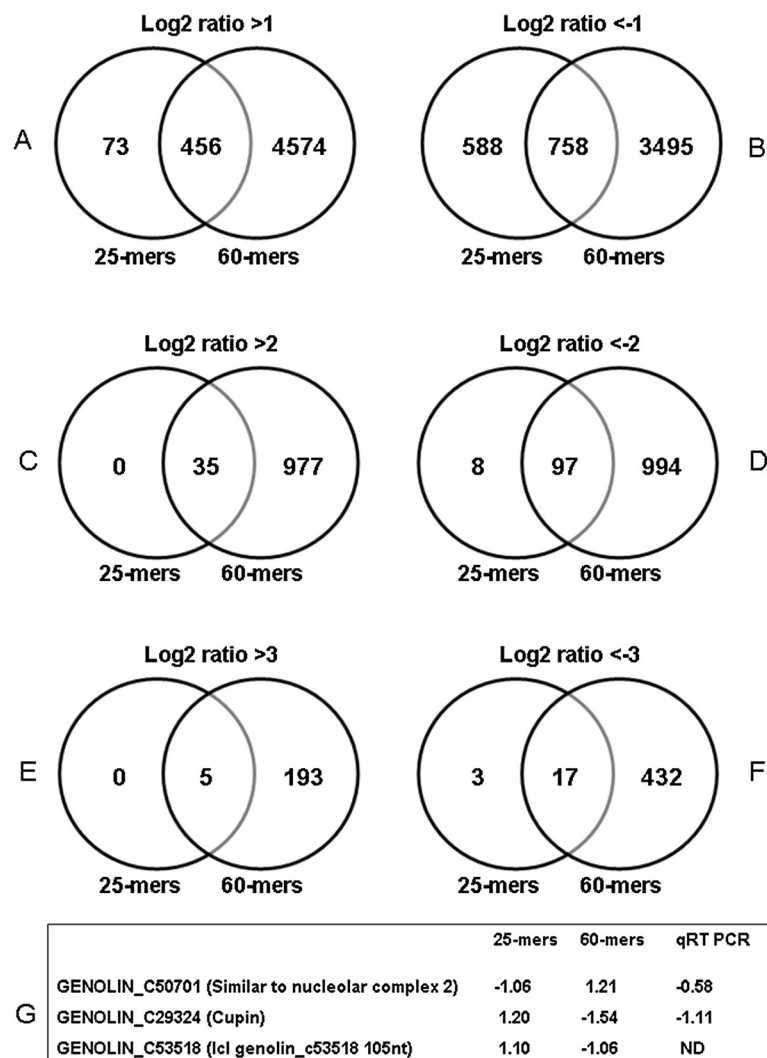 Log2 ratio >1
Log2 ratio <-1
A
73
456
4574
588
758
3495
B
25-mers
60-mers
25-mers
60-mers
Log2 ratio >2
Log2 ratio <-2
C
0
35
977
8
97
994
D
25-mers
60-mers
25-mers
60-mers
Log2 ratio >3
Log2 ratio <-3
E
0
5
193
3
17
432
F
25-mers
60-mers
25-mers
60-mers
G
25-mers 60-mers qRT PCR
GENOLIN_C50701 (Similar to nucleolar complex 2) -1.06 1.21 -0.58
GENOLIN_C29324 (Cupin) 1.20 -1.54 -1.11
GENOLIN_C53518 (lcl genolin_c53518 105nt) 1.10 -1.06 ND